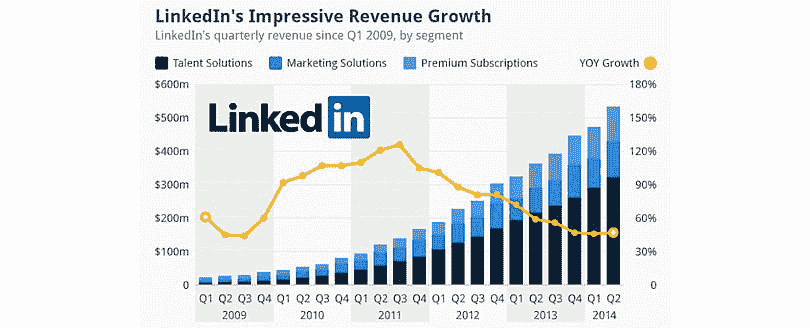 LinkedIn's Impressive Revenue Growth
LinkedIn's quarterly revenue since Q1 2009, by segment
Talent Solutions Marketing Solutions Premium Subscriptions YOY Growth
$600m 180%
Linked in
$500m 150%
$400m 120%
$300m 90%
$200m 60%
$100m 30%
0 0
Q1 Q2 Q3 Q4 Q1 Q2 Q3 Q4 Q1 Q2 Q3 Q4 Q1 Q2 Q3 Q4 Q1 Q2 Q3 Q4 Q1 Q2
2009 2010 2011 2012 2013 2014